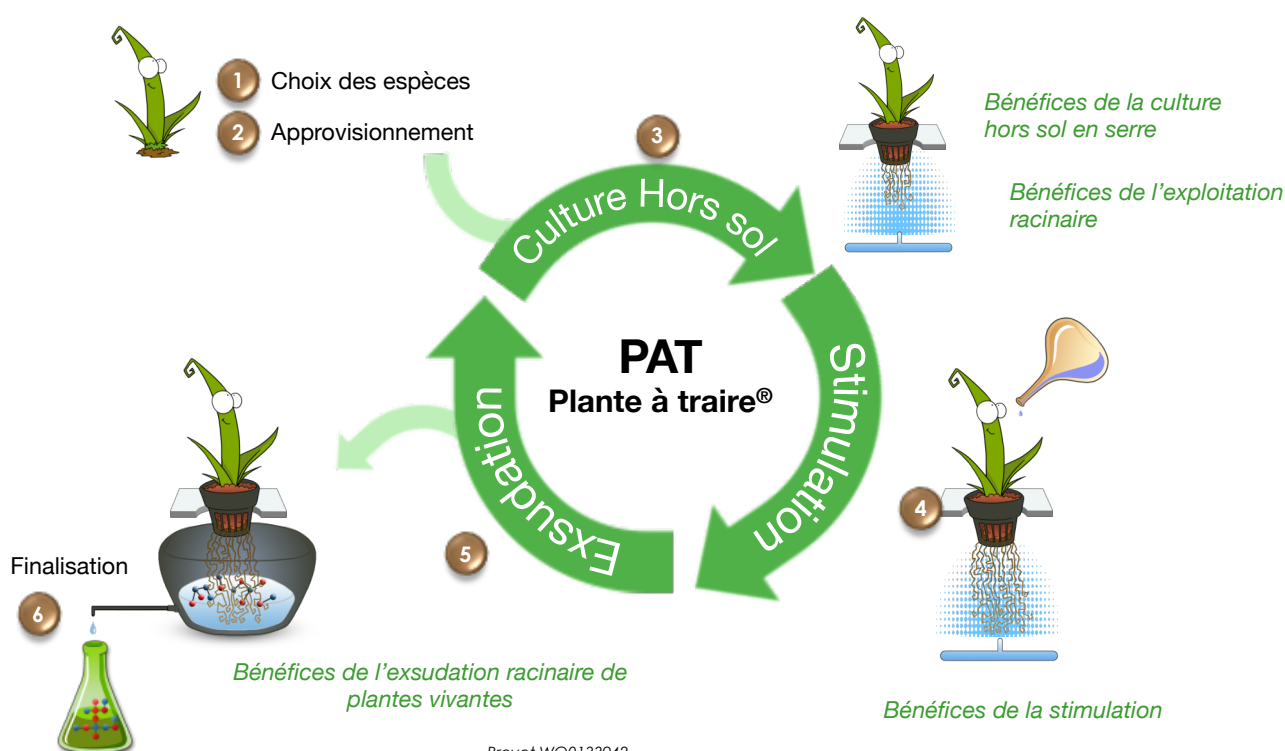 1 Choix des espèces
2 Approvisionnement
3
Culture Hors sol
Bénéfices de la culture
hors sol en serre
Bénéfices de l'exploitation
racinaire
PAT
Plante à traire®
Stimulation
4
Bénéfices de la stimulation
Exsudation
5
Finalisation
6
Bénéfices de l'exsudation racinaire de
plantes vivantes